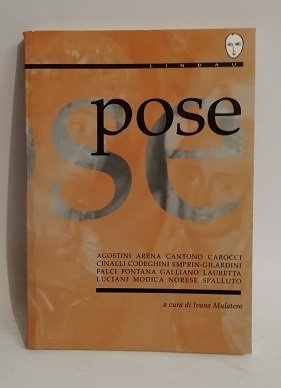 LINDAU
pose
se
AGOSTINI ARENA CANTONO CAROCCI
CINALLI CODEGHINI EMPRIN-GILARDINI
FALCI FONTANA GALLIANO LAURETTA
LUCIANI MODICA NORESE SPALLUTO
a cura di Ivana Mulatero